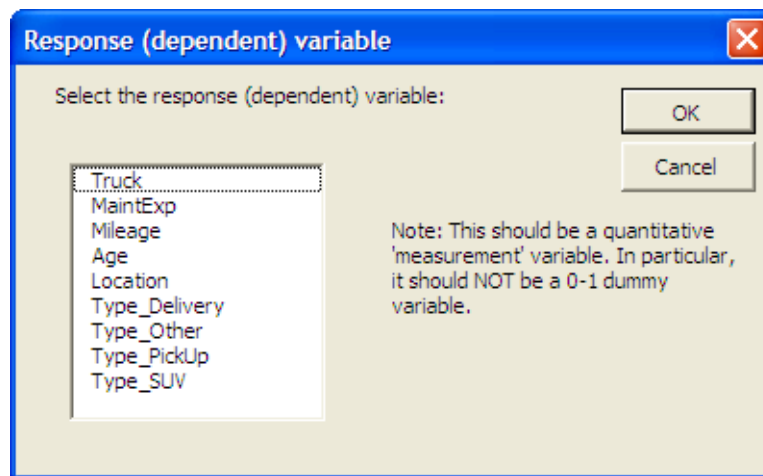 Response (dependent) variable
Select the response (dependent) variable:
OK
Cancel
Truck
MaintExp
Mileage
Age
Location
Type_Delivery
Type_Other
Type_PickUp
Type_SUV
Note: This should be a quantitative
'measurement' variable. In particular,
it should NOT be a 0-1 dummy
variable.